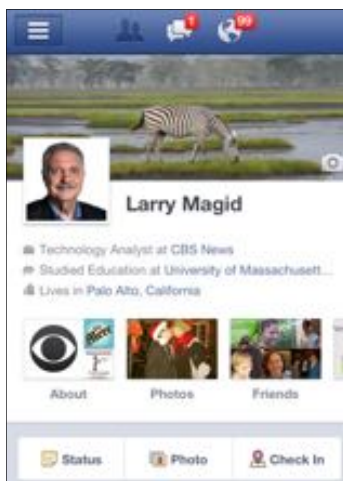 1 99
Larry Magid
Technology Analyst at CBS News
Studied Education at University of Massachusett...
Lives in Palo Alto, California
About Photos Friends
Status Photo Check In